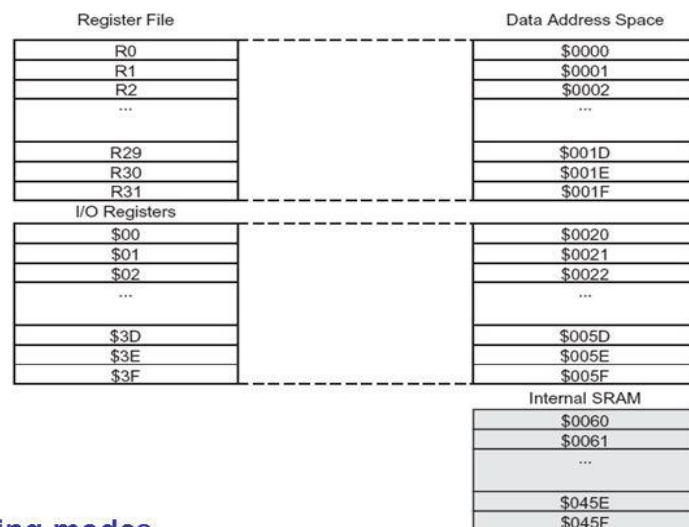 Register File
Data Address Space
R0
$0000
R1
$0001
R2
$0002
...
...
R29
$001D
R30
$001E
R31
$001F
I/O Registers
$00
$0020
$01
$0021
$02
$0022
...
...
$3D
$005D
$3E
$005E
$3F
$005F
Internal SRAM
$0060
$0061
...
$045E
$045F
modes